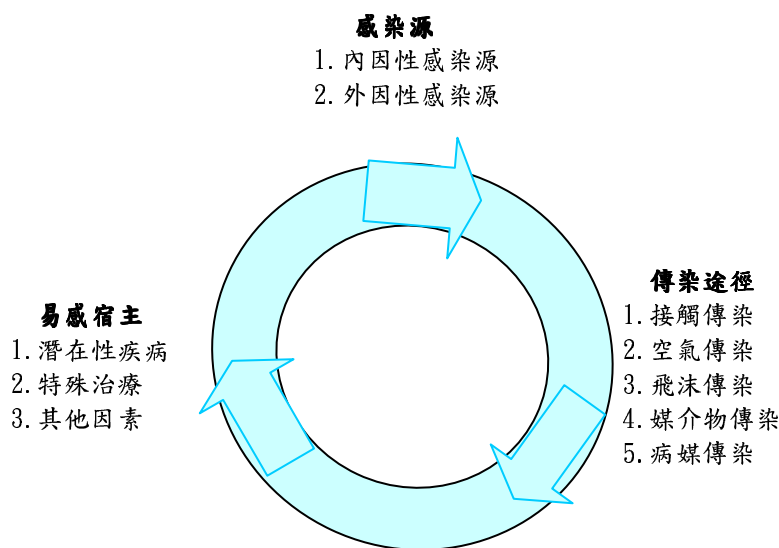 感染源
1.內因性感染源
2.外因性感染源
傳染途徑
1.接觸傳染
2.空氣傳染
3.飛沫傳染
4.媒介物傳染
5.病媒傳染
易感宿主
1.潛在性疾病
2.特殊治療
3.其他因素